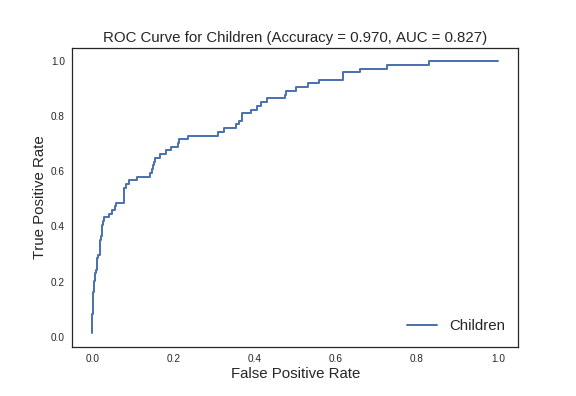 ROC Curve for Children (Accuracy = 0.970, AUC = 0.827)
1.0
0.8
0.6
0.4
0.2
0.0
True Positive Rate
Children
0.0 0.2 0.4 0.6 0.8 1.0
False Positive Rate